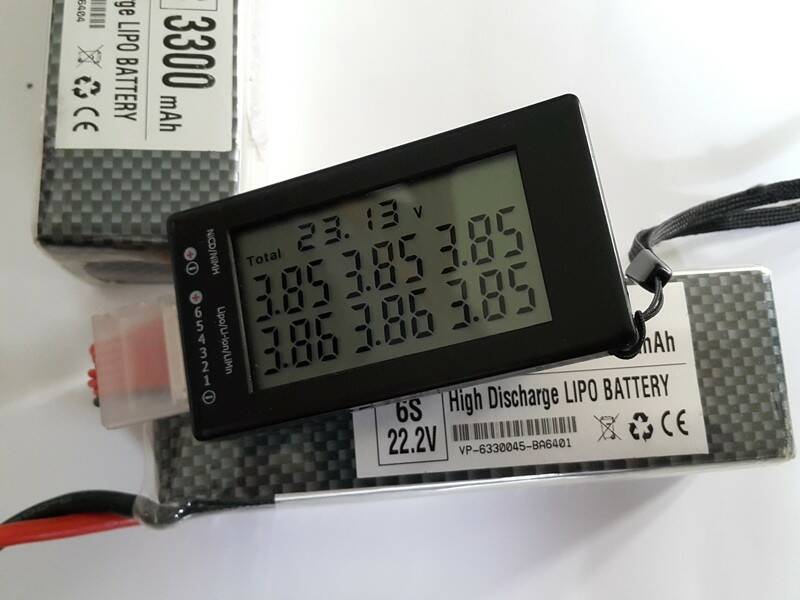 6404
LIPO BATTERY
3300 mAh
CE
23.13 V
Total
3.85 3.85 3.85
3.86 3.86 3.85
NiCD/NiMH
Lipo/Li-ion/LiMn
6 5 4 3 2 1
mAh
6S
22.2V
High Discharge LIPO BATTERY
VP-6330045-BA6401
CE